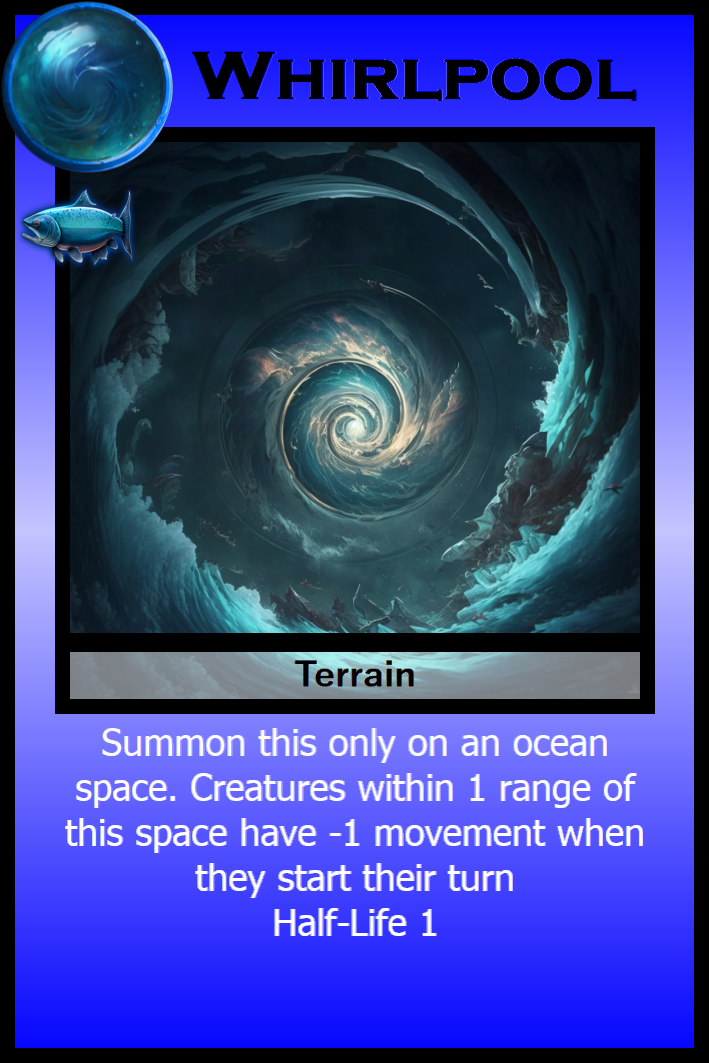 Whirlpool
Terrain
Summon this only on an ocean
space. Creatures within 1 range of
this space have -1 movement when
they start their turn
Half-Life 1